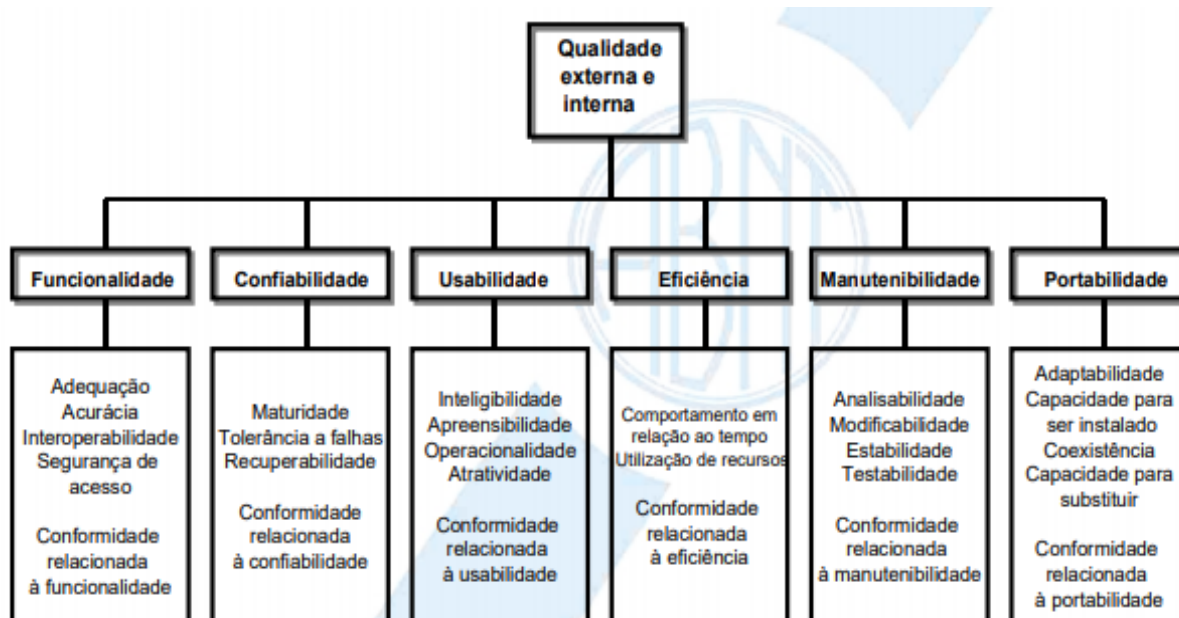 Qualidade
externa e
interna
ABNT
Funcionalidade
Confiabilidade
Usabilidade
Eficiência
Manutenibilidade
Portabilidade
Adequação
Acurácia
Interoperabilidade
Segurança de
acesso
Conformidade
relacionada
à funcionalidade
Maturidade
Tolerância a falhas
Recuperabilidade
Conformidade
relacionada
à confiabilidade
Inteligibilidade
Apreensibilidade
Operacionalidade
Atratividade
Conformidade
relacionada
à usabilidade
Comportamento em
relação ao tempo
Utilização de recursos
Conformidade
relacionada
à eficiência
Analisabilidade
Modificabilidade
Estabilidade
Testabilidade
Conformidade
relacionada
à manutenibilidade
Adaptabilidade
Capacidade para
ser instalado
Coexistência
Capacidade para
substituir
Conformidade
relacionada
à portabilidade